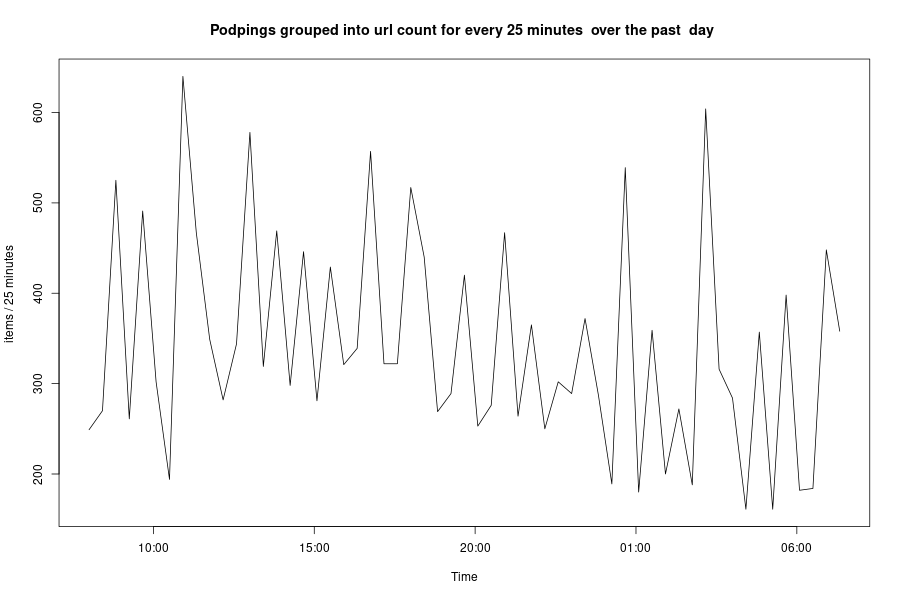 Podpings grouped into url count for every 25 minutes  over the past  day
items / 25 minutes
600
500
400
300
200
10:00 15:00 20:00 01:00 06:00
Time